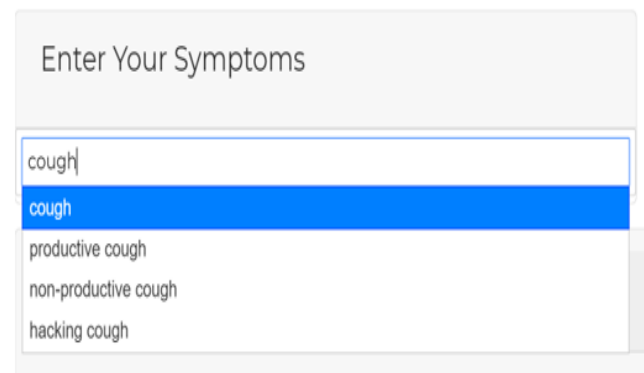 Enter Your Symptoms
cough
cough
productive cough
non-productive cough
hacking cough